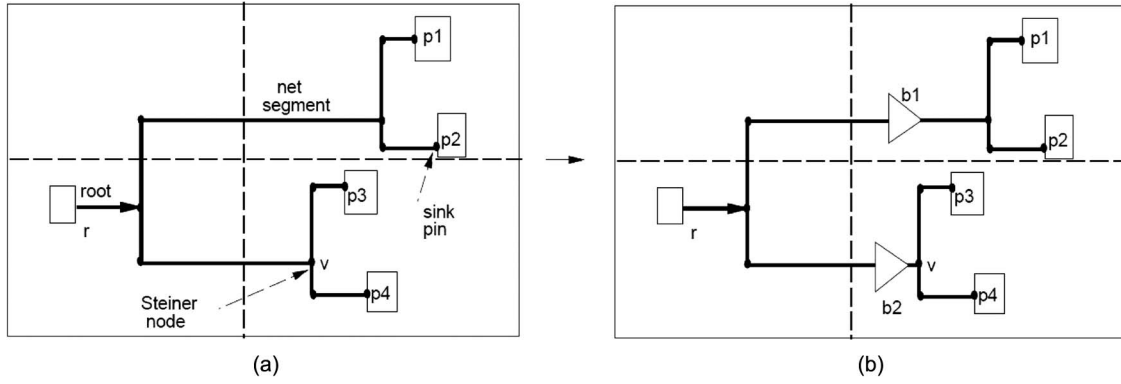 p1
net
segment
p2
root
r
p3
sink
pin
v
Steiner
node
p4
(a)
p1
b1
p2
p3
r
v
b2
p4
(b)